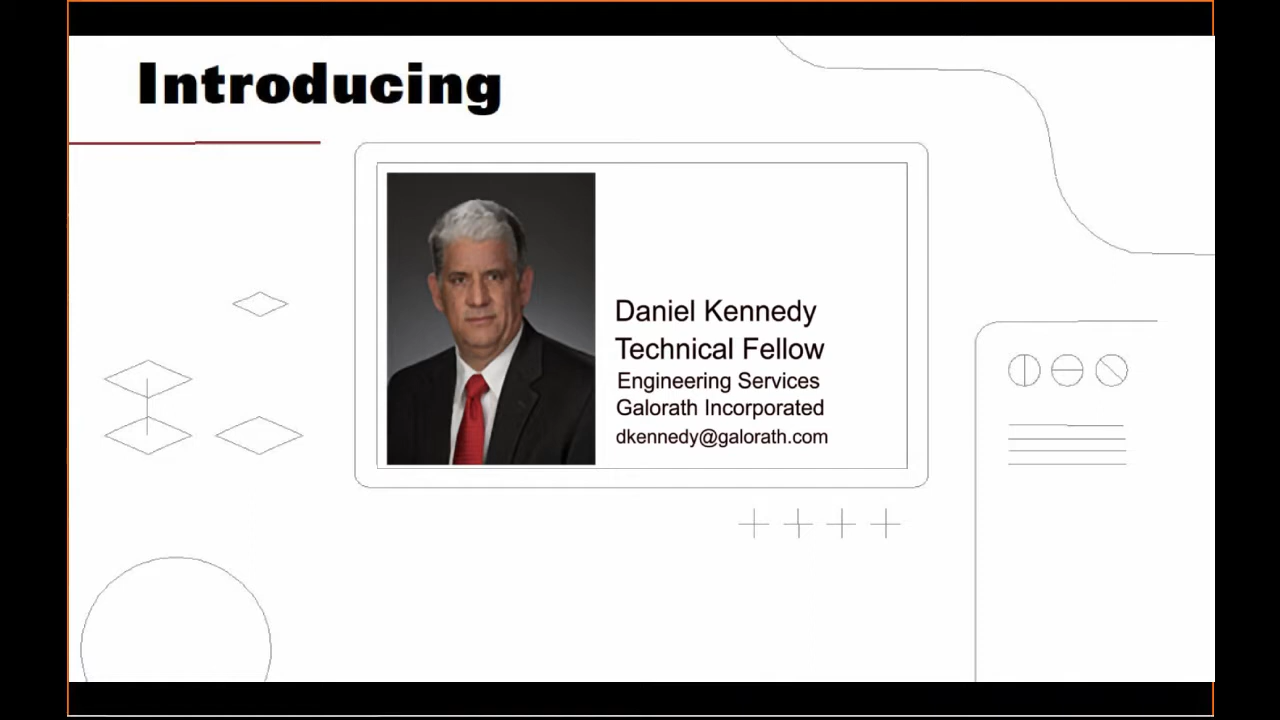 Introducing
Daniel Kennedy
Technical Fellow
Engineering Services
Galorath Incorporated
dkennedy@galorath.com